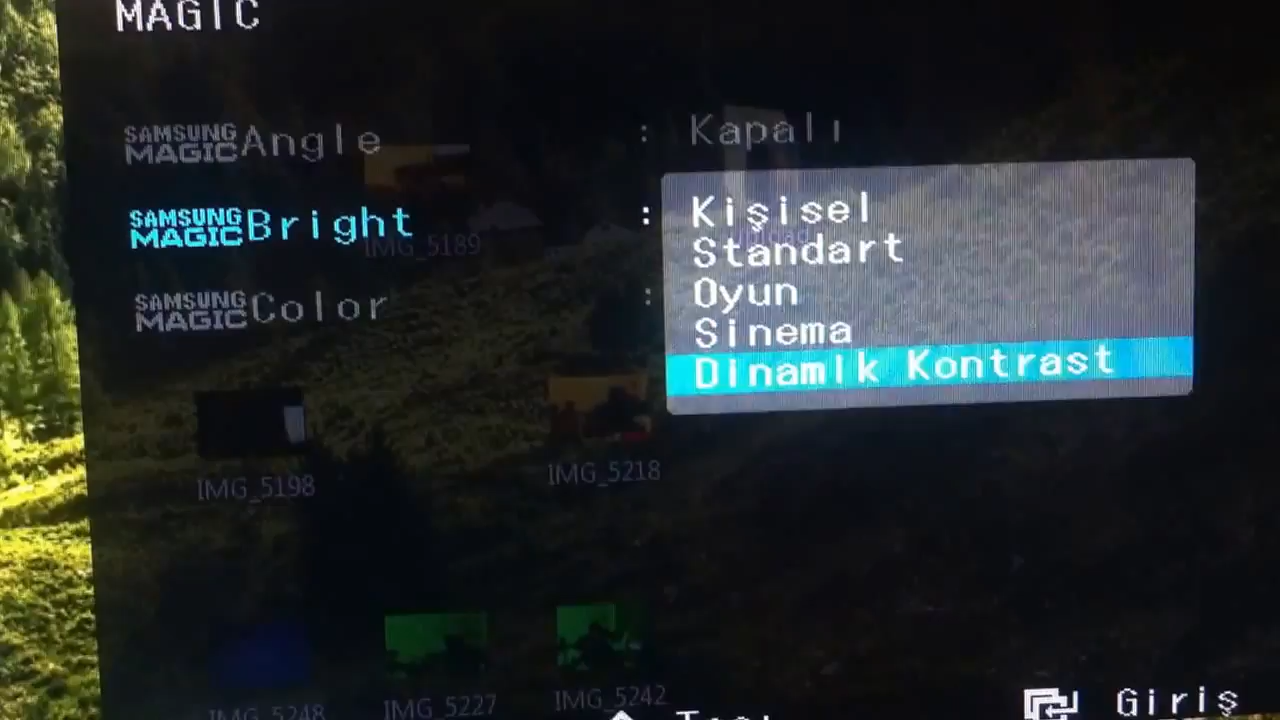 MAGIC
SAMSUNG MAGIC Angle : Kapalı
SAMSUNG MAGIC Bright :
Kişisel
Standart
Oyun
Sinema
Dinamik Kontrast
SAMSUNG MAGIC Color :
IMG_5189
IMG_5198
IMG_5218
IMG_5248
IMG_5227
IMG_5242
Giriş